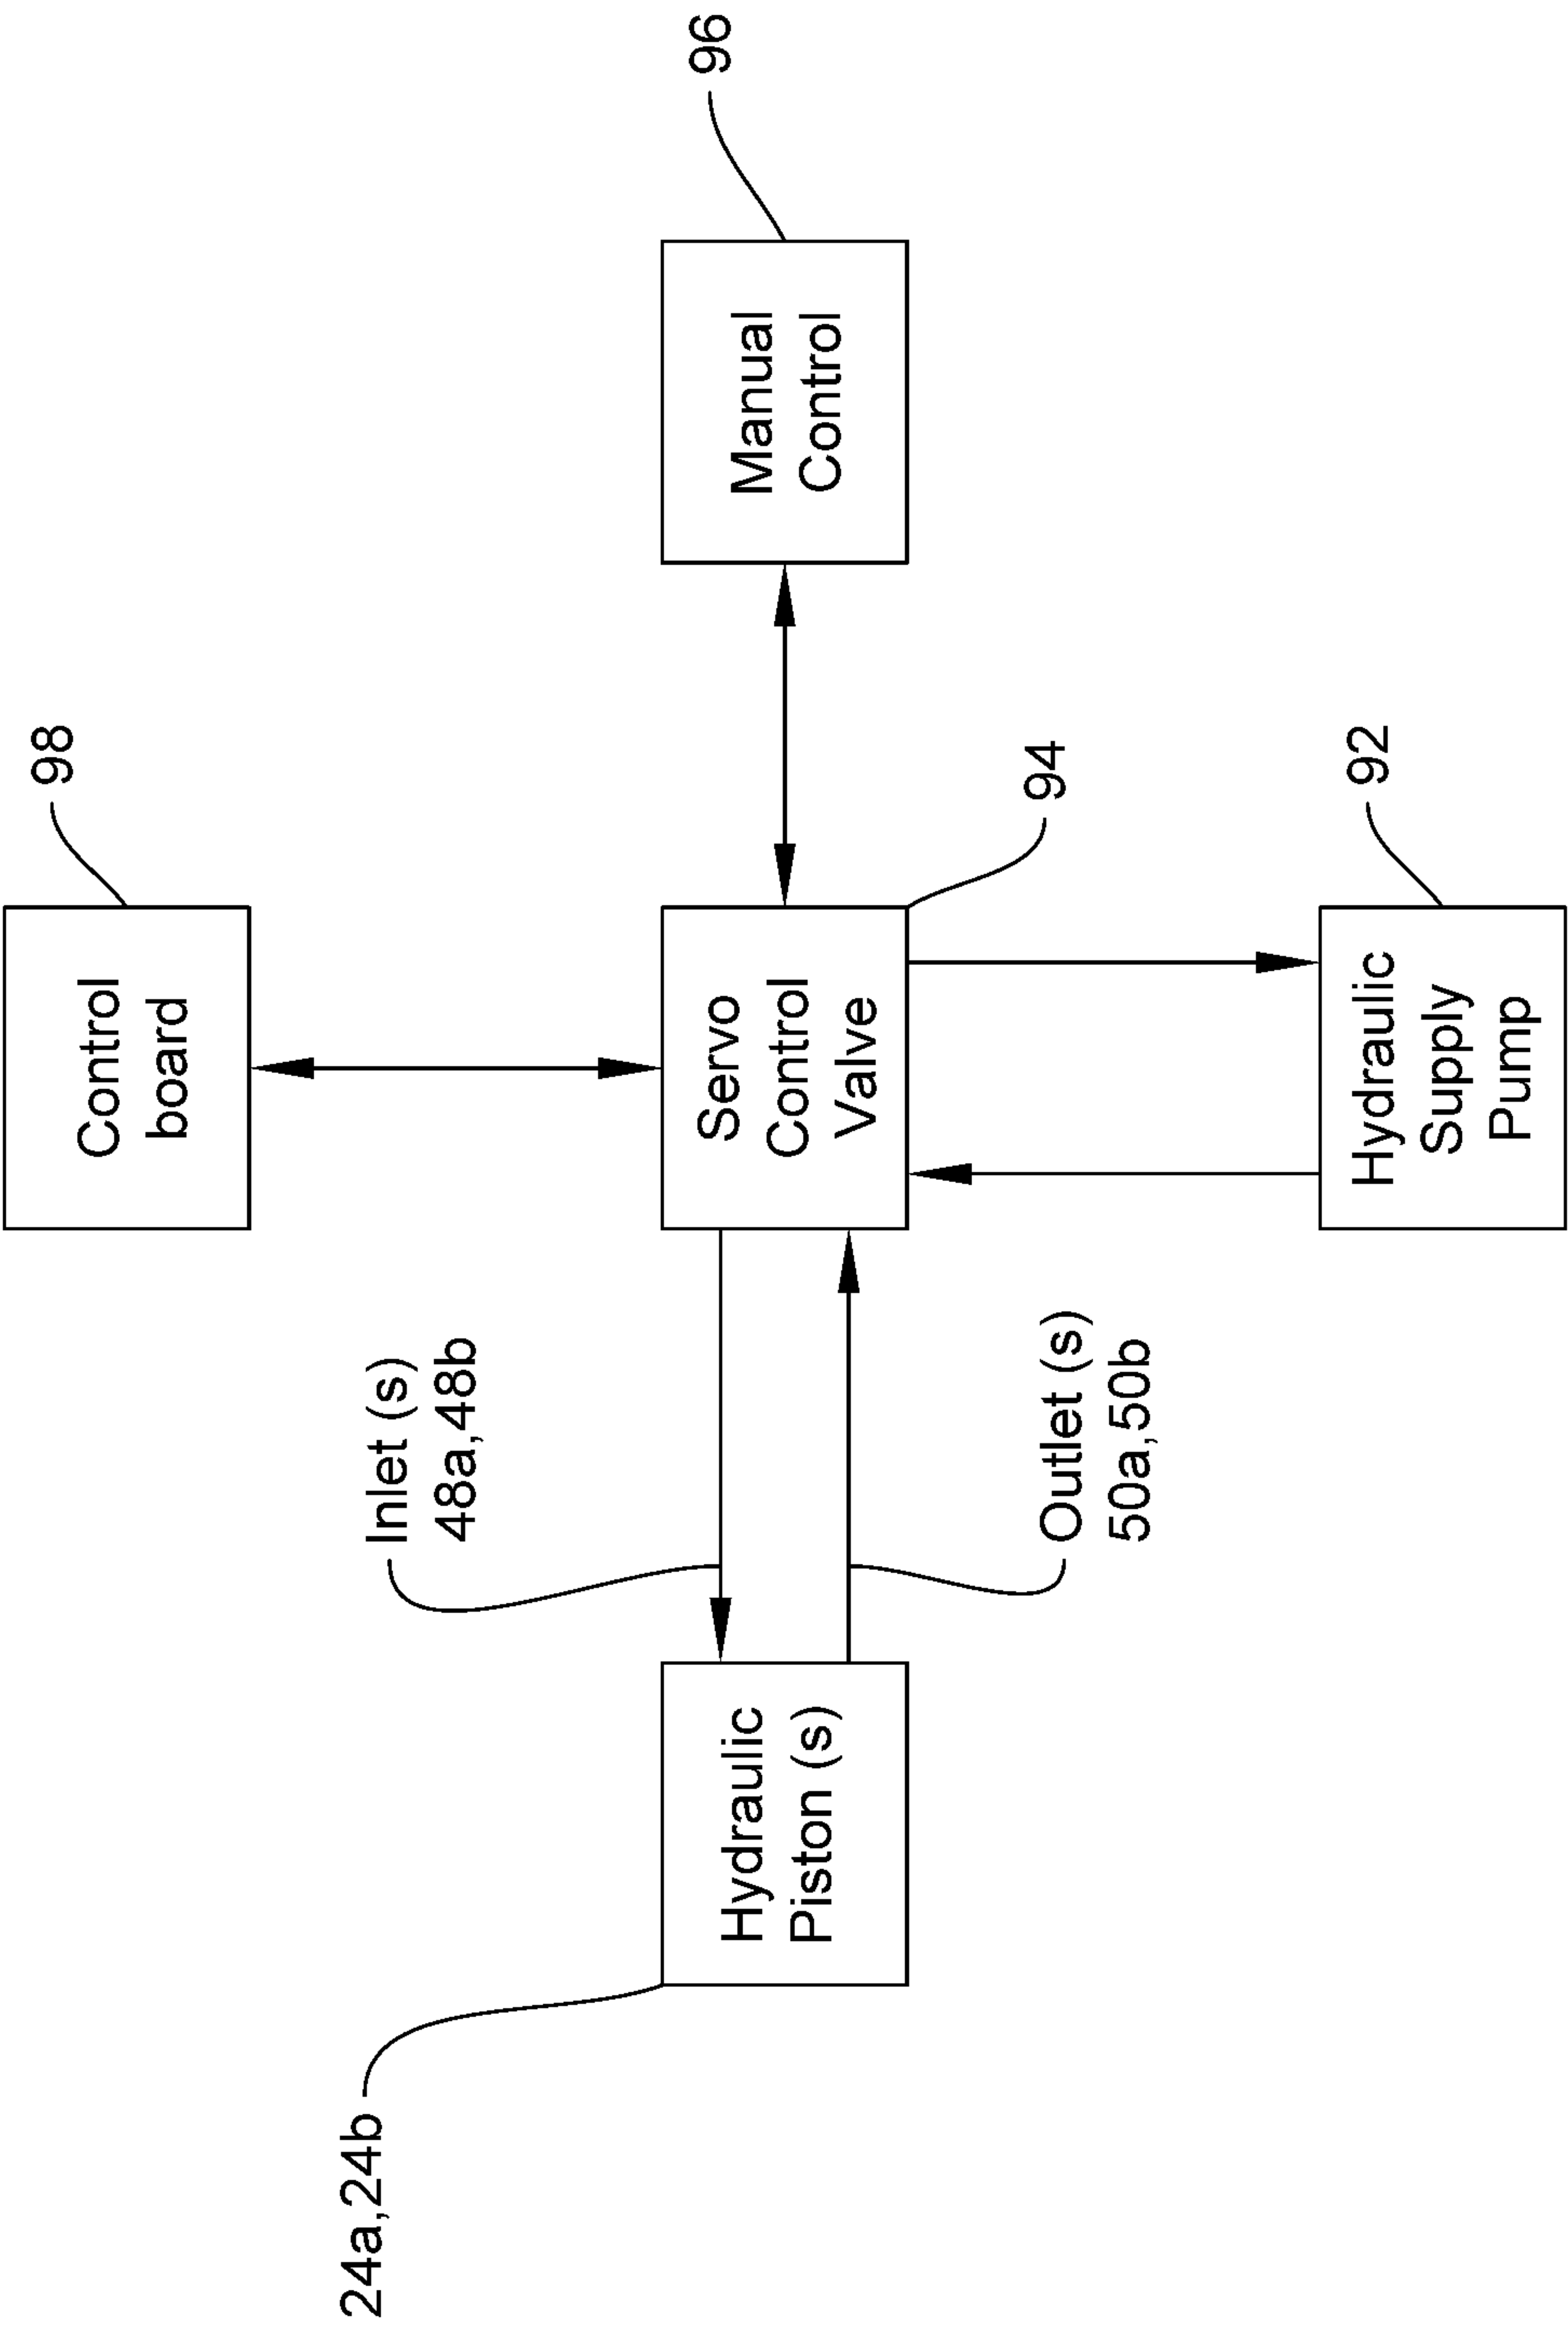 Control
board
98
24a,24b
Inlet (s)
48a,48b
Hydraulic
Piston (s)
Servo
Control
Valve
Manual
Control
96
Outlet (s)
50a,50b
94
Hydraulic
Supply
Pump
92